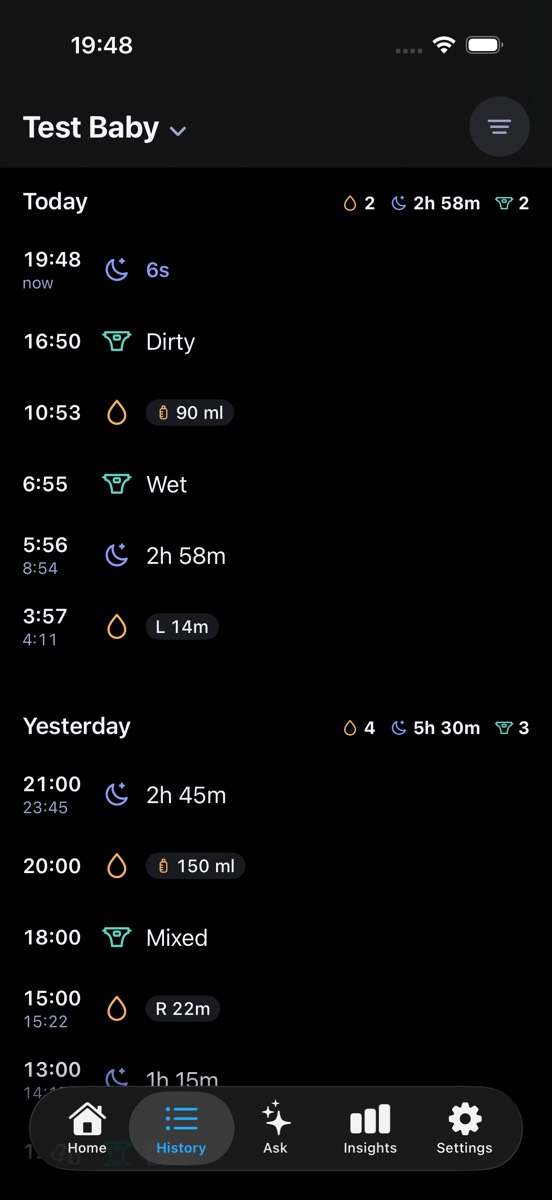 19:48
Test Baby
Today 2 2h 58m 2
19:48 6s
now
16:50 Dirty
10:53 90 ml
6:55 Wet
5:56 2h 58m
8:54
3:57 L 14m
4:11
Yesterday 4 5h 30m 3
21:00 2h 45m
23:45
20:00 150 ml
18:00 Mixed
15:00 R 22m
15:22
13:00 1h 15m
Home History Ask Insights Settings